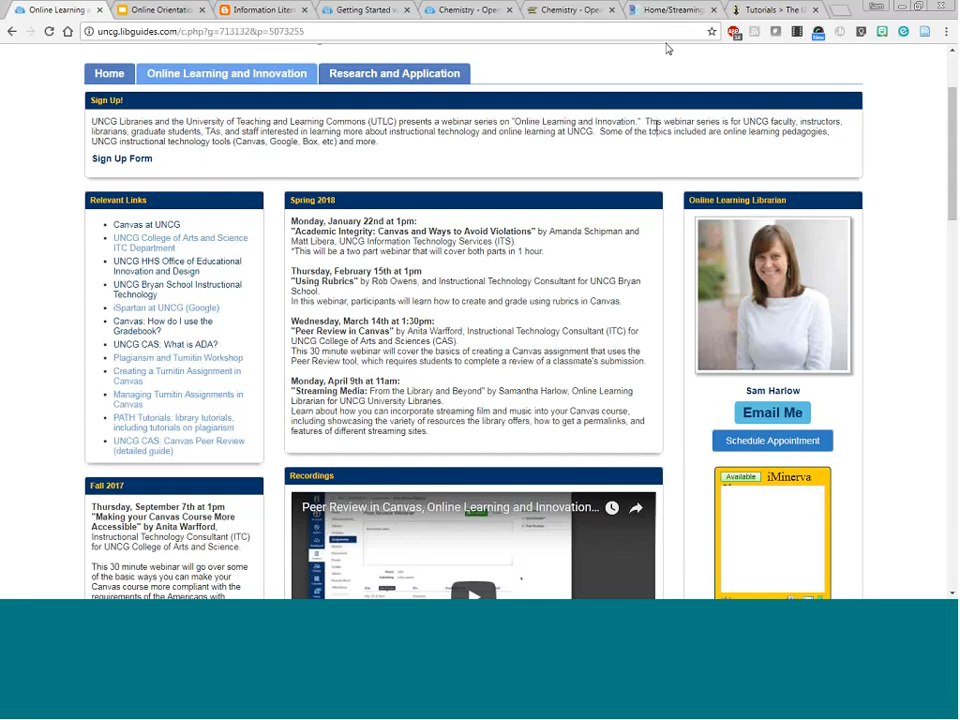 Online Learning a
Online Orientatio
Information Liter
Getting Started w
Chemistry - Open
Chemistry - Open
Home/Streaming
Tutorials > The U
Sam
uncg.libguides.com/c.php?g=713132&p=5073255
Home
Online Learning and Innovation
Research and Application
Sign Up!
UNCG Libraries and the University of Teaching and Learning Commons (UTLC) presents a webinar series on "Online Learning and Innovation." This webinar series is for UNCG faculty, instructors,
librarians, graduate students, TAs, and staff interested in learning more about instructional technology and online learning at UNCG. Some of the topics included are online learning pedagogies,
UNCG instructional technology tools (Canvas, Google, Box, etc) and more.
Sign Up Form
Relevant Links
Canvas at UNCG
UNCG College of Arts and Science
ITC Department
UNCG HHS Office of Educational
Innovation and Design
UNCG Bryan School Instructional
Technology
iSpartan at UNCG (Google)
Canvas: How do I use the
Gradebook?
UNCG CAS: What is ADA?
Plagiarism and Turnitin Workshop
Creating a Turnitin Assignment in
Canvas
Managing Turnitin Assignments in
Canvas
PATH Tutorials: library tutorials,
including tutorials on plagiarism
UNCG CAS: Canvas Peer Review
(detailed guide)
Fall 2017
Thursday, September 7th at 1pm
"Making your Canvas Course More
Accessible" by Anita Warfford,
Instructional Technology Consultant (ITC)
for UNCG College of Arts and Science.
This 30 minute webinar will go over some
of the basic ways you can make your
Canvas course more compliant with the
requirements of the Americans with
Spring 2018
Monday, January 22nd at 1pm:
"Academic Integrity: Canvas and Ways to Avoid Violations" by Amanda Schipman and
Matt Libera, UNCG Information Technology Services (ITS).
*This will be a two part webinar that will cover both parts in 1 hour.
Thursday, February 15th at 1pm
"Using Rubrics" by Rob Owens, and Instructional Technology Consultant for UNCG Bryan
School.
In this webinar, participants will learn how to create and grade using rubrics in Canvas.
Wednesday, March 14th at 1:30pm:
"Peer Review in Canvas" by Anita Warfford, Instructional Technology Consultant (ITC) for
UNCG College of Arts and Sciences (CAS).
This 30 minute webinar will cover the basics of creating a Canvas assignment that uses the
Peer Review tool, which requires students to complete a review of a classmate's submission.
Monday, April 9th at 11am:
"Streaming Media: From the Library and Beyond" by Samantha Harlow, Online Learning
Librarian for UNCG University Libraries.
Learn about how you can incorporate streaming film and music into your Canvas course,
including showcasing the variety of resources the library offers, how to get a permalinks, and
features of different streaming sites.
Recordings
Peer Review in Canvas, Online Learning and Innovation...
Online Learning Librarian
Sam Harlow
Email Me
Schedule Appointment
Available
iMinerva